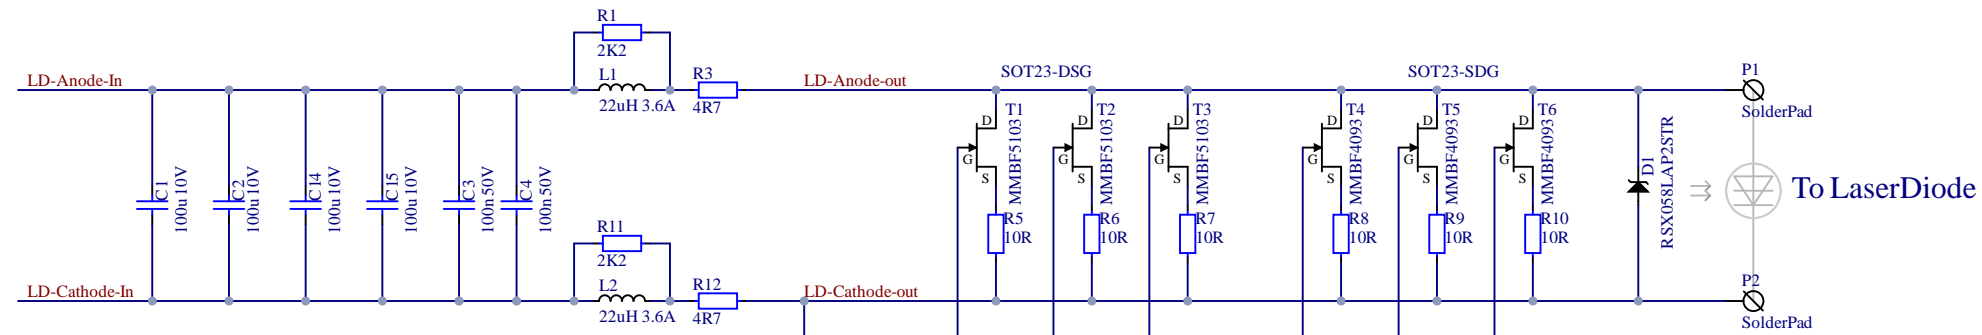 R1
2K2
LD-Anode-In
L1
22uH 3.6A
R3
4R7
LD-Anode-out
SOT23-DSG
SOT23-SDG
P1
SolderPad
T1
D
G
S
MMBF5103
T2
D
G
S
MMBF5103
T3
D
G
S
MMBF5103
T4
D
G
S
MMBF4093
T5
D
G
S
MMBF4093
T6
D
G
S
MMBF4093
C1
100u10V
C2
100u10V
C14
100u10V
C15
100u10V
C3
100n50V
C4
100n50V
D1
RSX058LAP2STR
To LaserDiode
R5
10R
R6
10R
R7
10R
R8
10R
R9
10R
R10
10R
R11
2K2
LD-Cathode-In
L2
22uH 3.6A
R12
4R7
LD-Cathode-out
P2
SolderPad